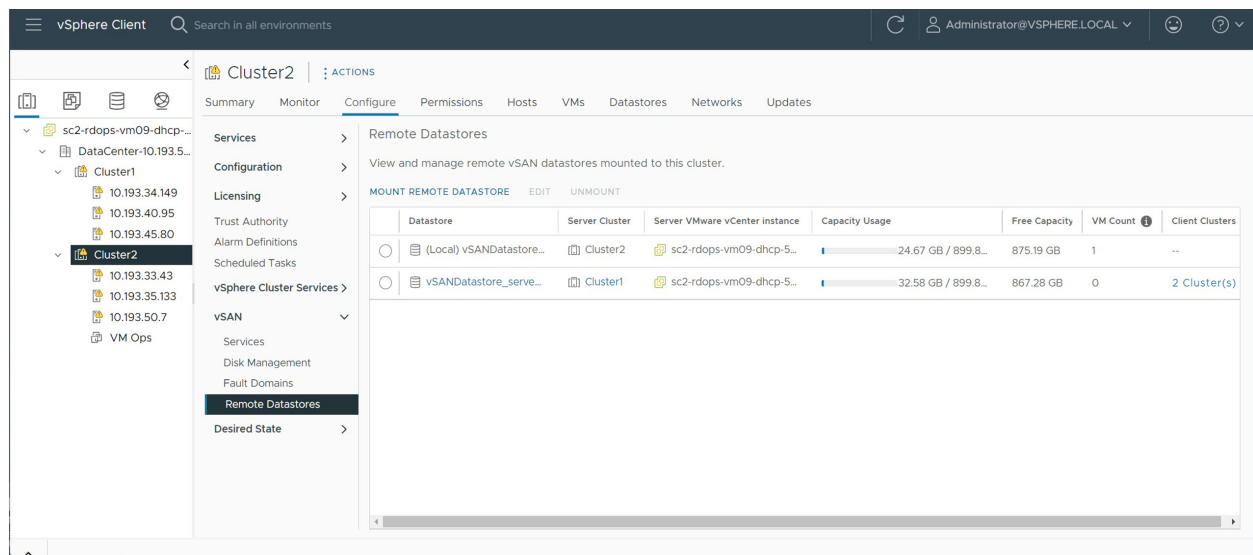 vSphere Client
Search in all environments
Administrator@VSPHERE.LOCAL
sc2-rdops-vm09-dhcp-...
DataCenter-10.193.5...
Cluster1
10.193.34.149
10.193.40.95
10.193.45.80
Cluster2
10.193.33.43
10.193.35.133
10.193.50.7
VM Ops
Cluster2
ACTIONS
Summary Monitor Configure Permissions Hosts VMs Datastores Networks Updates
Services
Configuration
Licensing
Trust Authority
Alarm Definitions
Scheduled Tasks
vSphere Cluster Services
vSAN
Services
Disk Management
Fault Domains
Remote Datastores
Desired State
Remote Datastores
View and manage remote vSAN datastores mounted to this cluster.
MOUNT REMOTE DATASTORE EDIT UNMOUNT
Datastore Server Cluster Server VMware vCenter instance Capacity Usage Free Capacity VM Count Client Clusters
(Local) vSANDatastore... Cluster2 sc2-rdops-vm09-dhcp-5... 24.67 GB / 899.8... 875.19 GB 1 --
vSANDatastore_serve... Cluster1 sc2-rdops-vm09-dhcp-5... 32.58 GB / 899.8... 867.28 GB 0 2 Cluster(s)